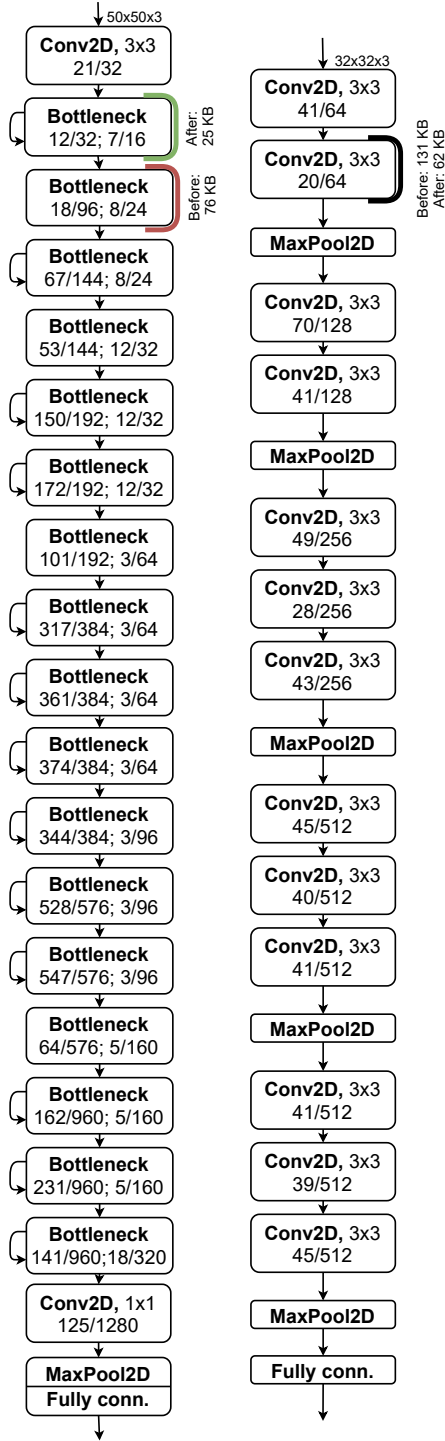 50x50x3
Conv2D, 3x3
21/32
Bottleneck
12/32; 7/16
After:
25 KB
Bottleneck
18/96; 8/24
Before:
76 KB
Bottleneck
67/144; 8/24
Bottleneck
53/144; 12/32
Bottleneck
150/192; 12/32
Bottleneck
172/192; 12/32
Bottleneck
101/192; 3/64
Bottleneck
317/384; 3/64
Bottleneck
361/384; 3/64
Bottleneck
374/384; 3/64
Bottleneck
344/384; 3/96
Bottleneck
528/576; 3/96
Bottleneck
547/576; 3/96
Bottleneck
64/576; 5/160
Bottleneck
162/960; 5/160
Bottleneck
231/960; 5/160
Bottleneck
141/960;18/320
Conv2D, 1x1
125/1280
MaxPool2D
Fully conn.
32x32x3
Conv2D, 3x3
41/64
Conv2D, 3x3
20/64
Before: 131 KB
After: 62 KB
MaxPool2D
Conv2D, 3x3
70/128
Conv2D, 3x3
41/128
MaxPool2D
Conv2D, 3x3
49/256
Conv2D, 3x3
28/256
Conv2D, 3x3
43/256
MaxPool2D
Conv2D, 3x3
45/512
Conv2D, 3x3
40/512
Conv2D, 3x3
41/512
MaxPool2D
Conv2D, 3x3
41/512
Conv2D, 3x3
39/512
Conv2D, 3x3
45/512
MaxPool2D
Fully conn.